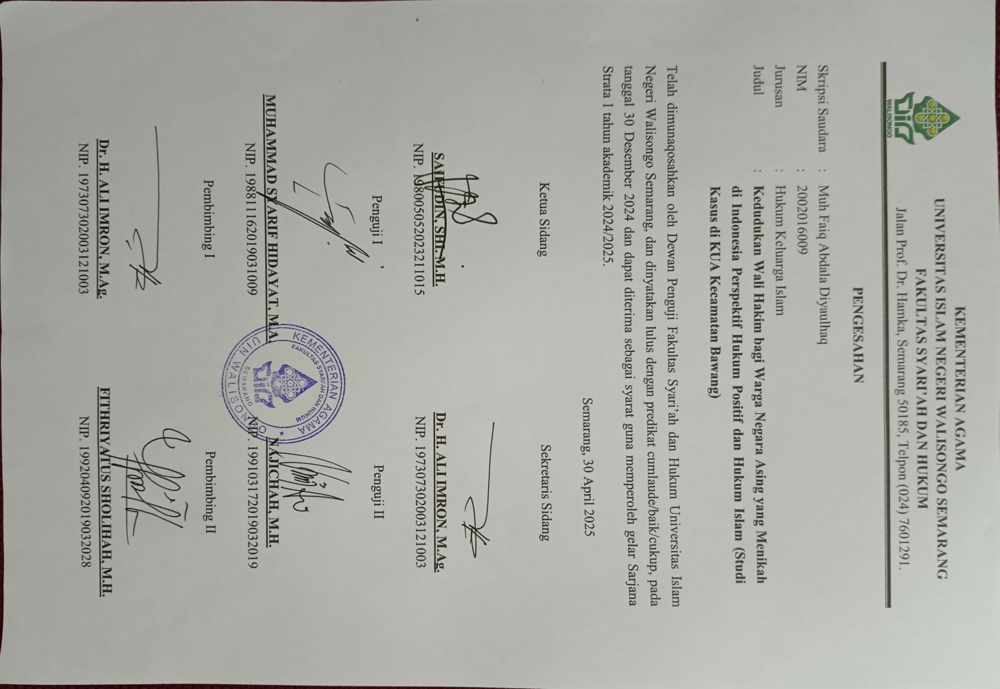 WALISONGO
KEMENTERIAN AGAMA
UNIVERSITAS ISLAM NEGERI WALISONGO SEMARANG
FAKULTAS SYARI'AH DAN HUKUM
Jalan Prof. Dr. Hamka, Semarang 50185, Telpon (024) 7601291.
PENGESAHAN
Skripsi Saudara : Muh Faiq Abdala Diyaulhaq
NIM : 2002016009
Jurusan : Hukum Keluarga Islam
Judul : Kedudukan Wali Hakim bagi Warga Negara Asing yang Menikah
di Indonesia Perspektif Hukum Positif dan Hukum Islam (Studi
Kasus di KUA Kecamatan Bawang)
Telah dimunaqosahkan oleh Dewan Penguji Fakultas Syari'ah dan Hukum Universitas Islam
Negeri Walisongo Semarang, dan dinyatakan lulus dengan predikat cumlaude/baik/cukup, pada
tanggal 30 Desember 2024 dan dapat diterima sebagai syarat guna memperoleh gelar Sarjana
Strata 1 tahun akademik 2024/2025.
Semarang, 30 April 2025
Ketua Sidang Sekretaris Sidang
SAIFUDIN, SHI. M.H. Dr. H. ALI IMRON, M.Ag.
NIP. 198005052023211015 NIP. 197307302003121003
Penguji I Penguji II
MUHAMMAD SYARIF HIDAYAT, M.A. NAJICHAH, M.H.
NIP. 198811162019031009 NIP. 199103172019032019
KEMENTERIAN AGAMA
FAKULTAS SYARI'AH DAN HUKUM
SEMARANG
UIN WALISONGO
Pembimbing I Pembimbing II
Dr. H. ALI IMRON, M.Ag. FITHRIYATUS SHOLIHAH, M.H.
NIP. 197307302003121003 NIP. 199204092019032028